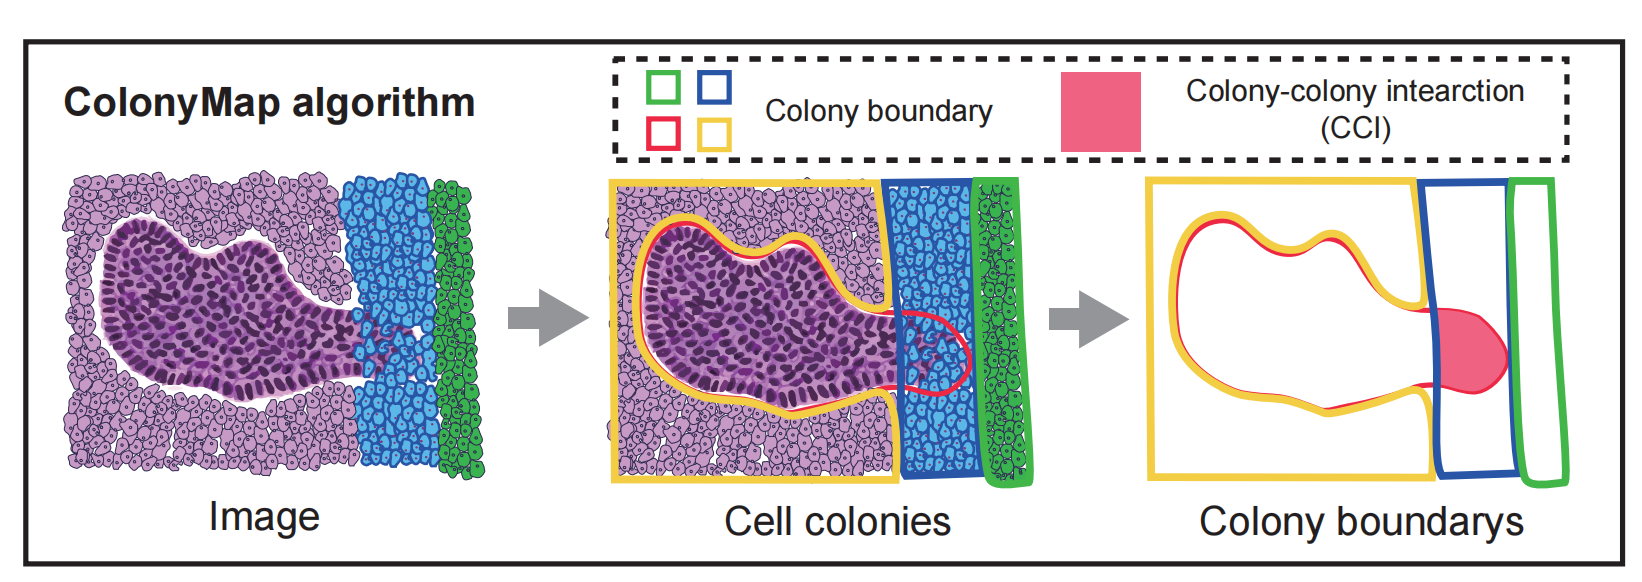 ColonyMap algorithm
Colony boundary
Colony-colony intearction
(CCI)
Image
Cell colonies
Colony boundarys